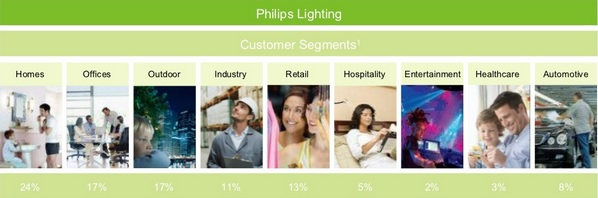 Philips Lighting
Customer Segments¹
Homes Offices Outdoor Industry Retail Hospitality Entertainment Healthcare Automotive
24% 17% 17% 11% 13% 5% 2% 3% 8%